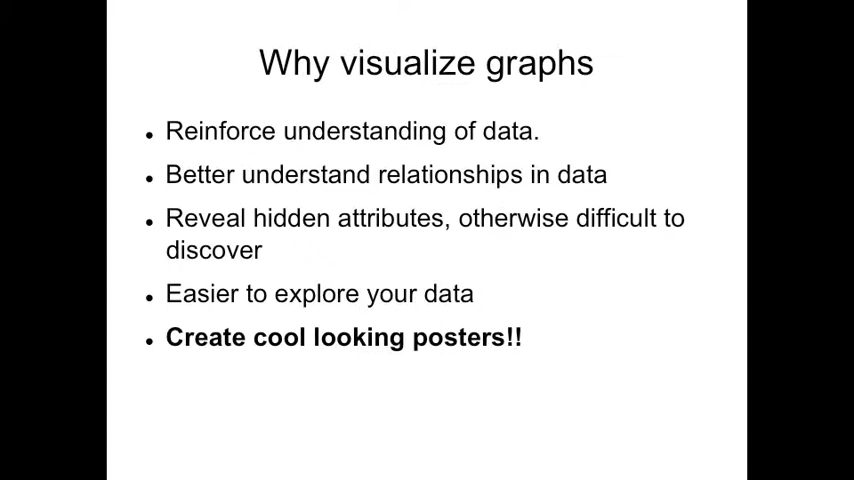 Why visualize graphs
● Reinforce understanding of data.
● Better understand relationships in data
● Reveal hidden attributes, otherwise difficult to
discover
● Easier to explore your data
● Create cool looking posters!!